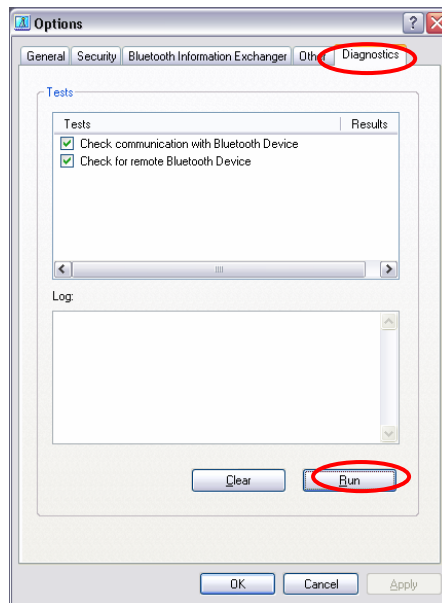 Options
General Security Bluetooth Information Exchanger Other Diagnostics
Tests
Tests Results
Check communication with Bluetooth Device
Check for remote Bluetooth Device
Log:
Clear Run
OK Cancel Apply